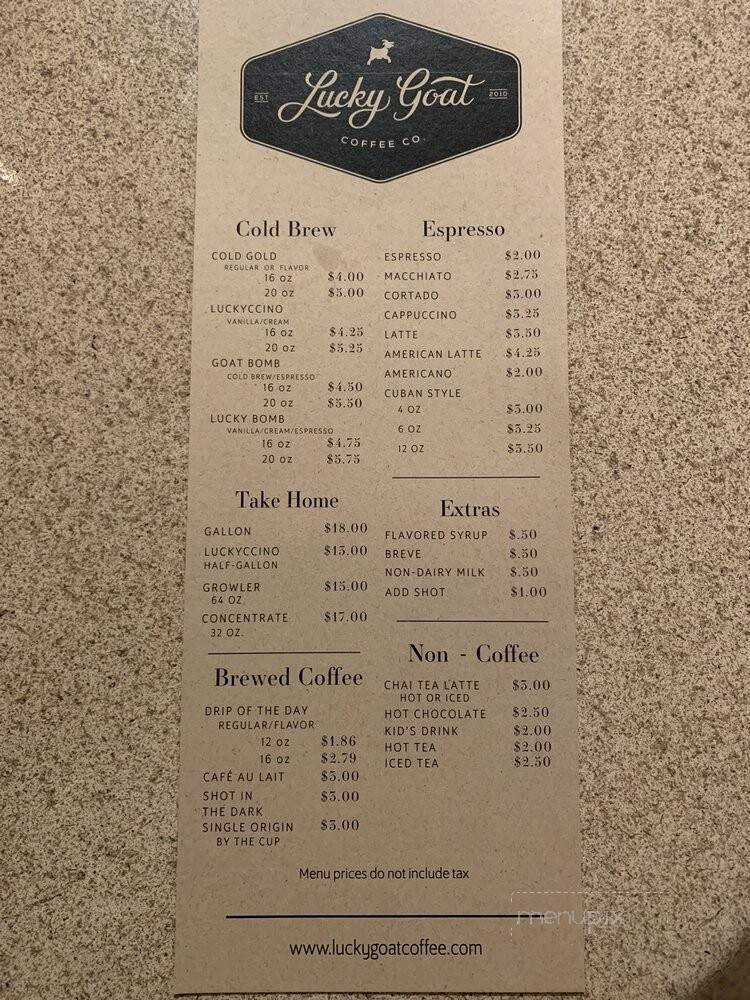 EST
Lucky Goat
2010
COFFEE CO.
Cold Brew
COLD GOLD
REGULAR OR FLAVOR
16 oz $4.00
20 oz $5.00
LUCKYCCINO
VANILLA/CREAM
16 oz $4.25
20 oz $5.25
GOAT BOMB
COLD BREW/ESPRESSO
16 oz $4.50
20 oz $5.50
LUCKY BOMB
VANILLA/CREAM/ESPRESSO
16 oz $4.75
20 oz $5.75
Take Home
GALLON $18.00
LUCKYCCINO $15.00
HALF-GALLON
GROWLER $15.00
64 OZ.
CONCENTRATE $17.00
32 OZ.
Brewed Coffee
DRIP OF THE DAY
REGULAR/FLAVOR
12 oz $1.86
16 oz $2.79
CAFÉ AU LAIT $3.00
SHOT IN $3.00
THE DARK
SINGLE ORIGIN $3.00
BY THE CUP
Espresso
ESPRESSO $2.00
MACCHIATO $2.75
CORTADO $3.00
CAPPUCCINO $3.25
LATTE $3.50
AMERICAN LATTE $4.25
AMERICANO $2.00
CUBAN STYLE
4 OZ $3.00
6 OZ $3.25
12 OZ $3.50
Extras
FLAVORED SYRUP $.50
BREVE $.50
NON-DAIRY MILK $.50
ADD SHOT $1.00
Non - Coffee
CHAI TEA LATTE $3.00
HOT OR ICED
HOT CHOCOLATE $2.50
KID'S DRINK $2.00
HOT TEA $2.00
ICED TEA $2.50
Menu prices do not include tax
menupix
www.luckygoatcoffee.com